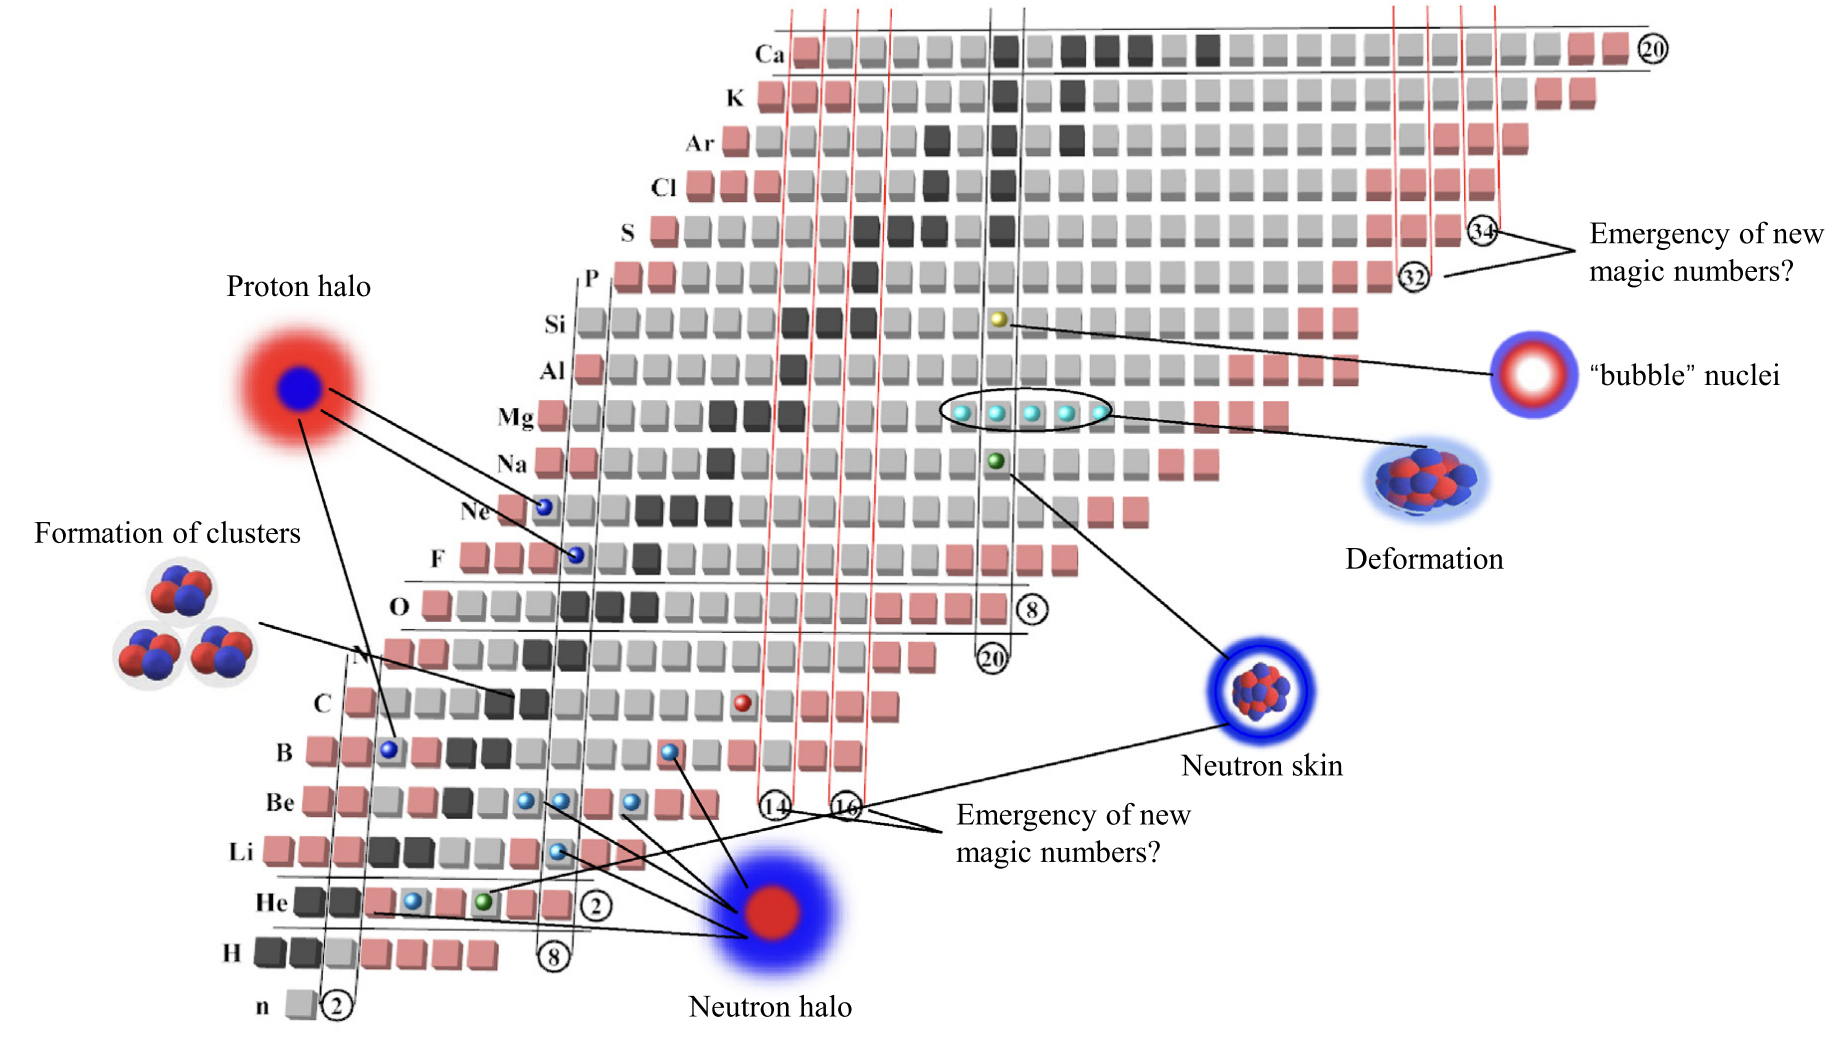 Ca
20
K
Ar
Cl
S
34
Emergency of new
magic numbers?
P
32
Proton halo
Si
Al
“bubble” nuclei
Mg
Na
Ne
Formation of clusters
F
Deformation
O
8
N
20
C
B
Neutron skin
Be
14
16
Emergency of new
magic numbers?
Li
He
2
H
8
n
2
Neutron halo